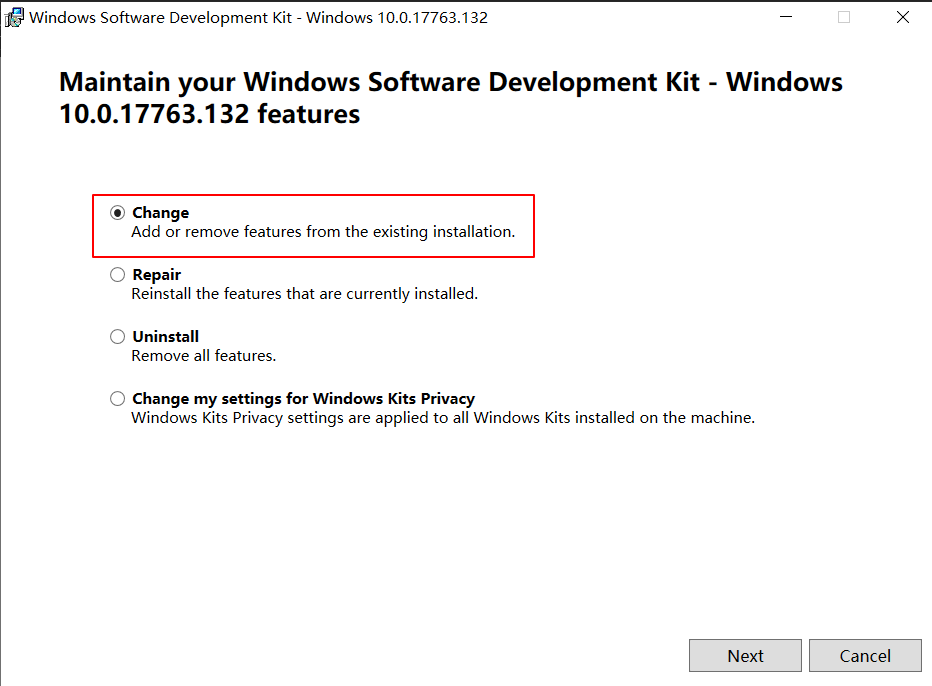 Windows Software Development Kit - Windows 10.0.17763.132
Maintain your Windows Software Development Kit - Windows
10.0.17763.132 features
Change
Add or remove features from the existing installation.
Repair
Reinstall the features that are currently installed.
Uninstall
Remove all features.
Change my settings for Windows Kits Privacy
Windows Kits Privacy settings are applied to all Windows Kits installed on the machine.
Next
Cancel